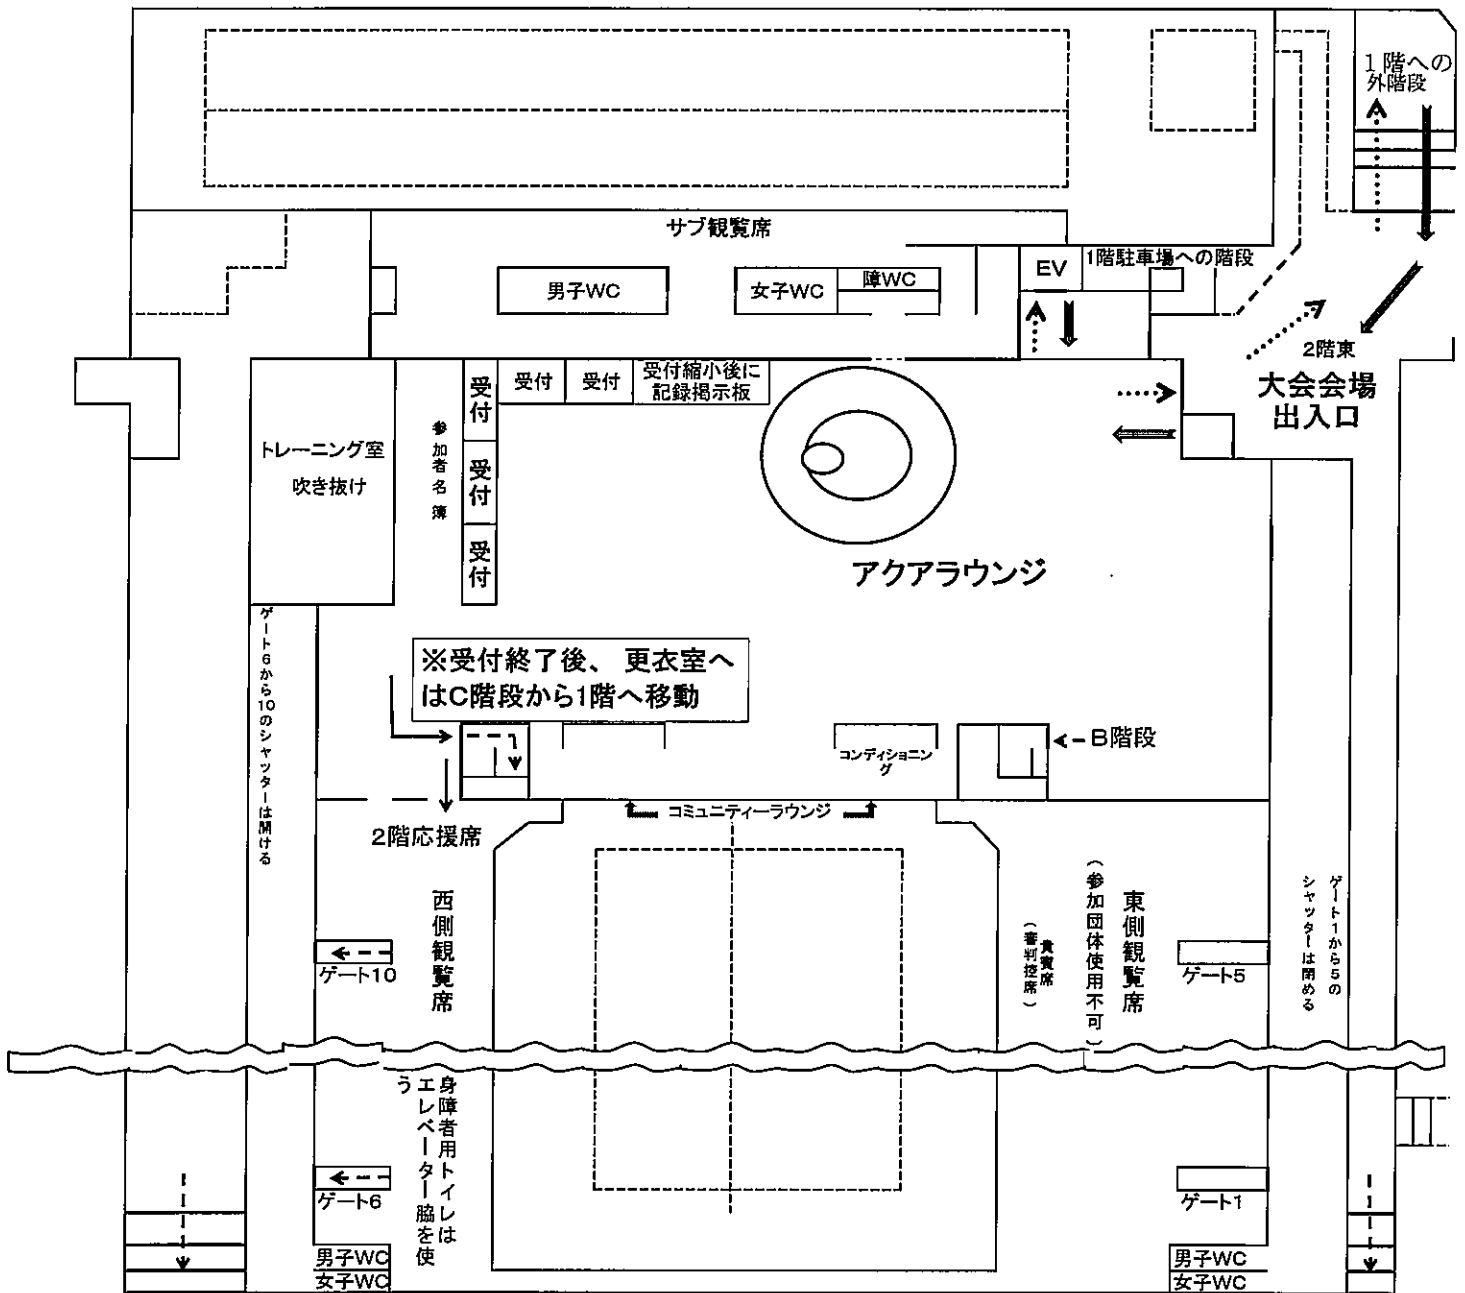 1階への
外階段
サブ観覧席
EV
1階駐車場への階段
男子WC
女子WC
障WC
2階東
大会会場
出入口
受付
受付
受付
受付縮小後に
記録掲示板
参加者名簿
トレーニング室
吹き抜け
受付
受付
アクアラウンジ
ゲート6から10のシャッターは開ける
※受付終了後、 更衣室へ
はC階段から1階へ移動
コンディショニン
グ
B階段
コミュニティーラウンジ
2階応援席
西側観覧席
東側観覧席
(参加団体使用不可)
貴賓席
(審判控席)
ゲート1から5の
シャッターは閉める
ゲート10
ゲート5
身障者用トイレは
エレベーター脇を使
う
ゲート6
ゲート1
男子WC
女子WC
男子WC
女子WC